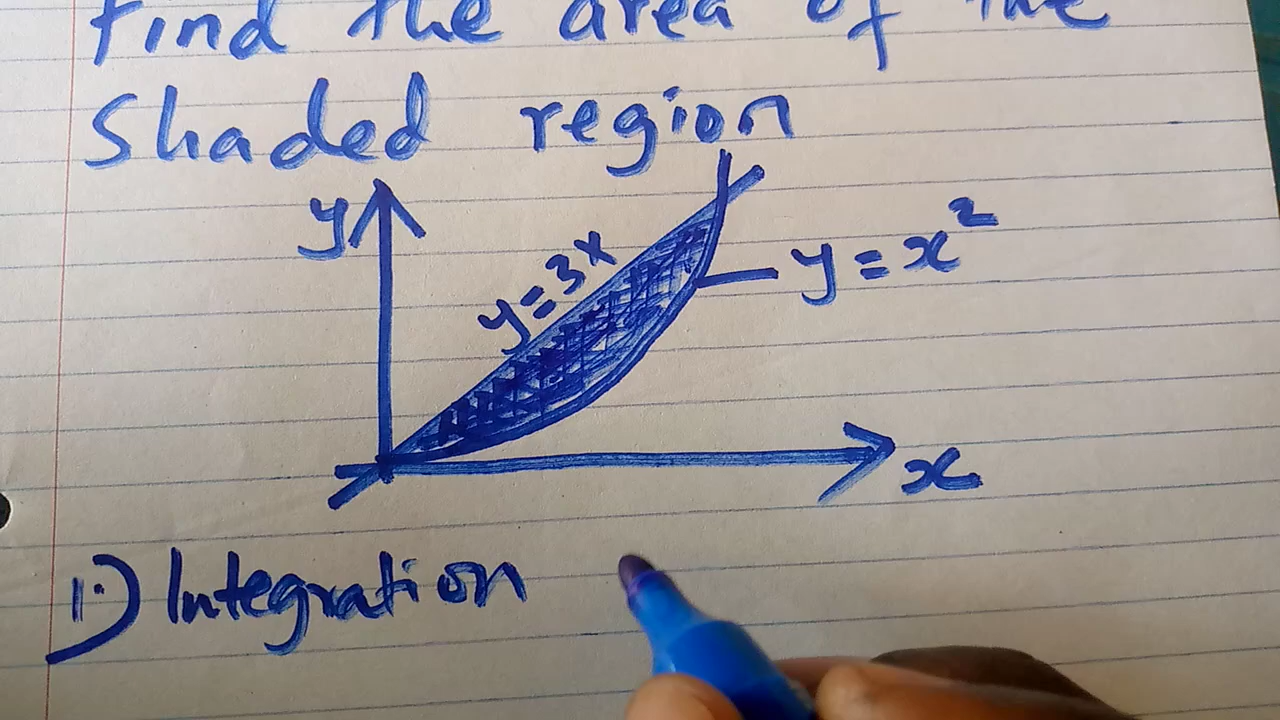 find the area of the
Shaded region
y
y=3x
y=x²
x
1.) Integration